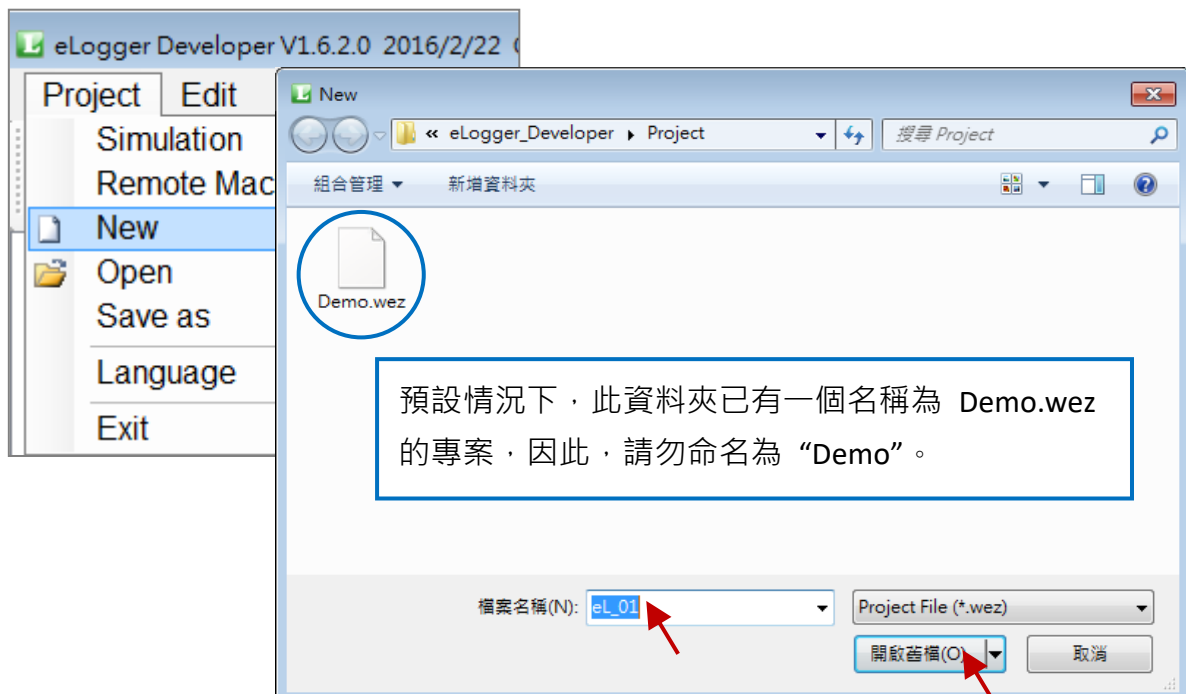 eLogger Developer V1.6.2.0 2016/2/22
Project Edit
Simulation
Remote Mac
New
Open
Save as
Language
Exit
New
« eLogger_Developer ▸ Project
搜尋 Project
組合管理 ▼ 新增資料夾
Demo.wez
預設情況下，此資料夾已有一個名稱為 Demo.wez
的專案，因此，請勿命名為 “Demo”。
檔案名稱(N): eL_01
Project File (*.wez)
開啟舊檔(O) 取消